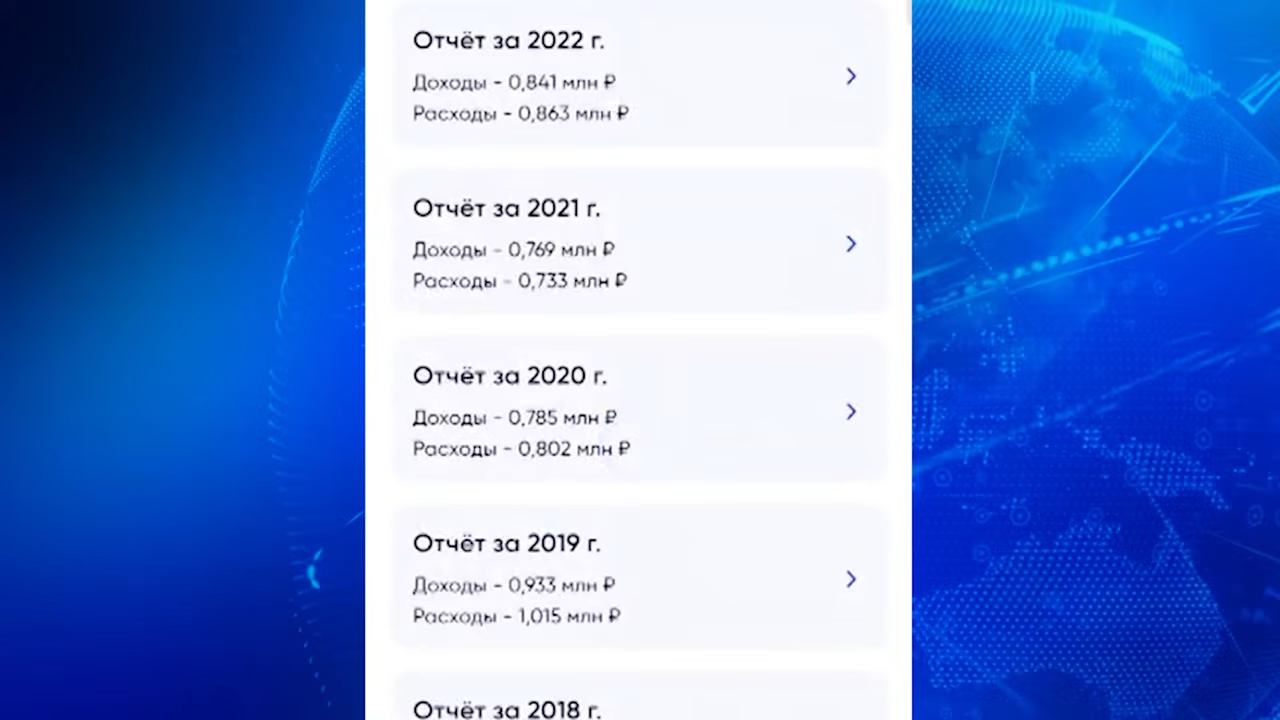 Отчёт за 2022 г.
Доходы - 0,841 млн ₽
Расходы - 0,863 млн ₽
Отчёт за 2021 г.
Доходы - 0,769 млн ₽
Расходы - 0,733 млн ₽
Отчёт за 2020 г.
Доходы - 0,785 млн ₽
Расходы - 0,802 млн ₽
Отчёт за 2019 г.
Доходы - 0,933 млн ₽
Расходы - 1,015 млн ₽
Отчёт за 2018 г.